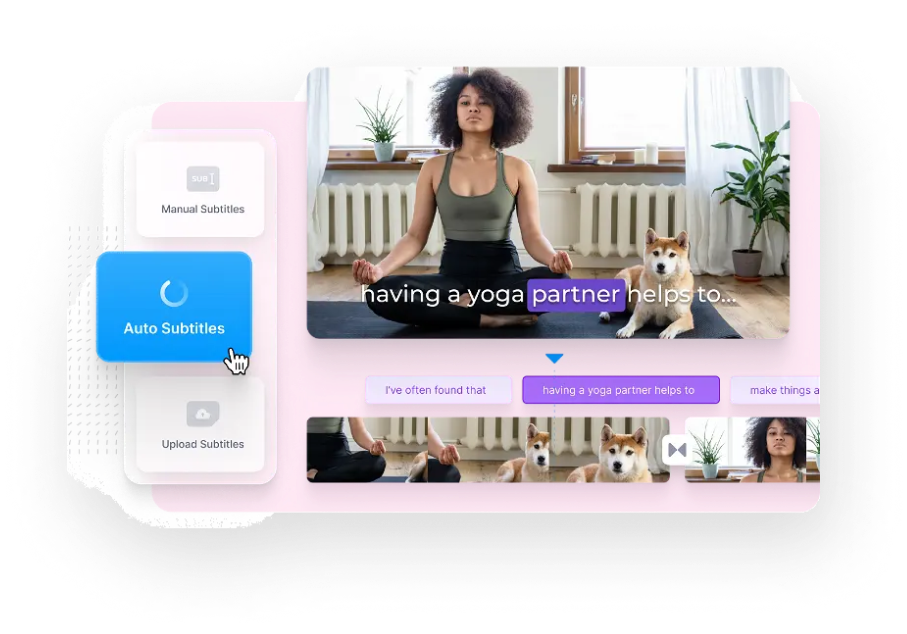 SUB
Manual Subtitles
Auto Subtitles
Upload Subtitles
having a yoga partner helps to...
I've often found that
having a yoga partner helps to
make things a